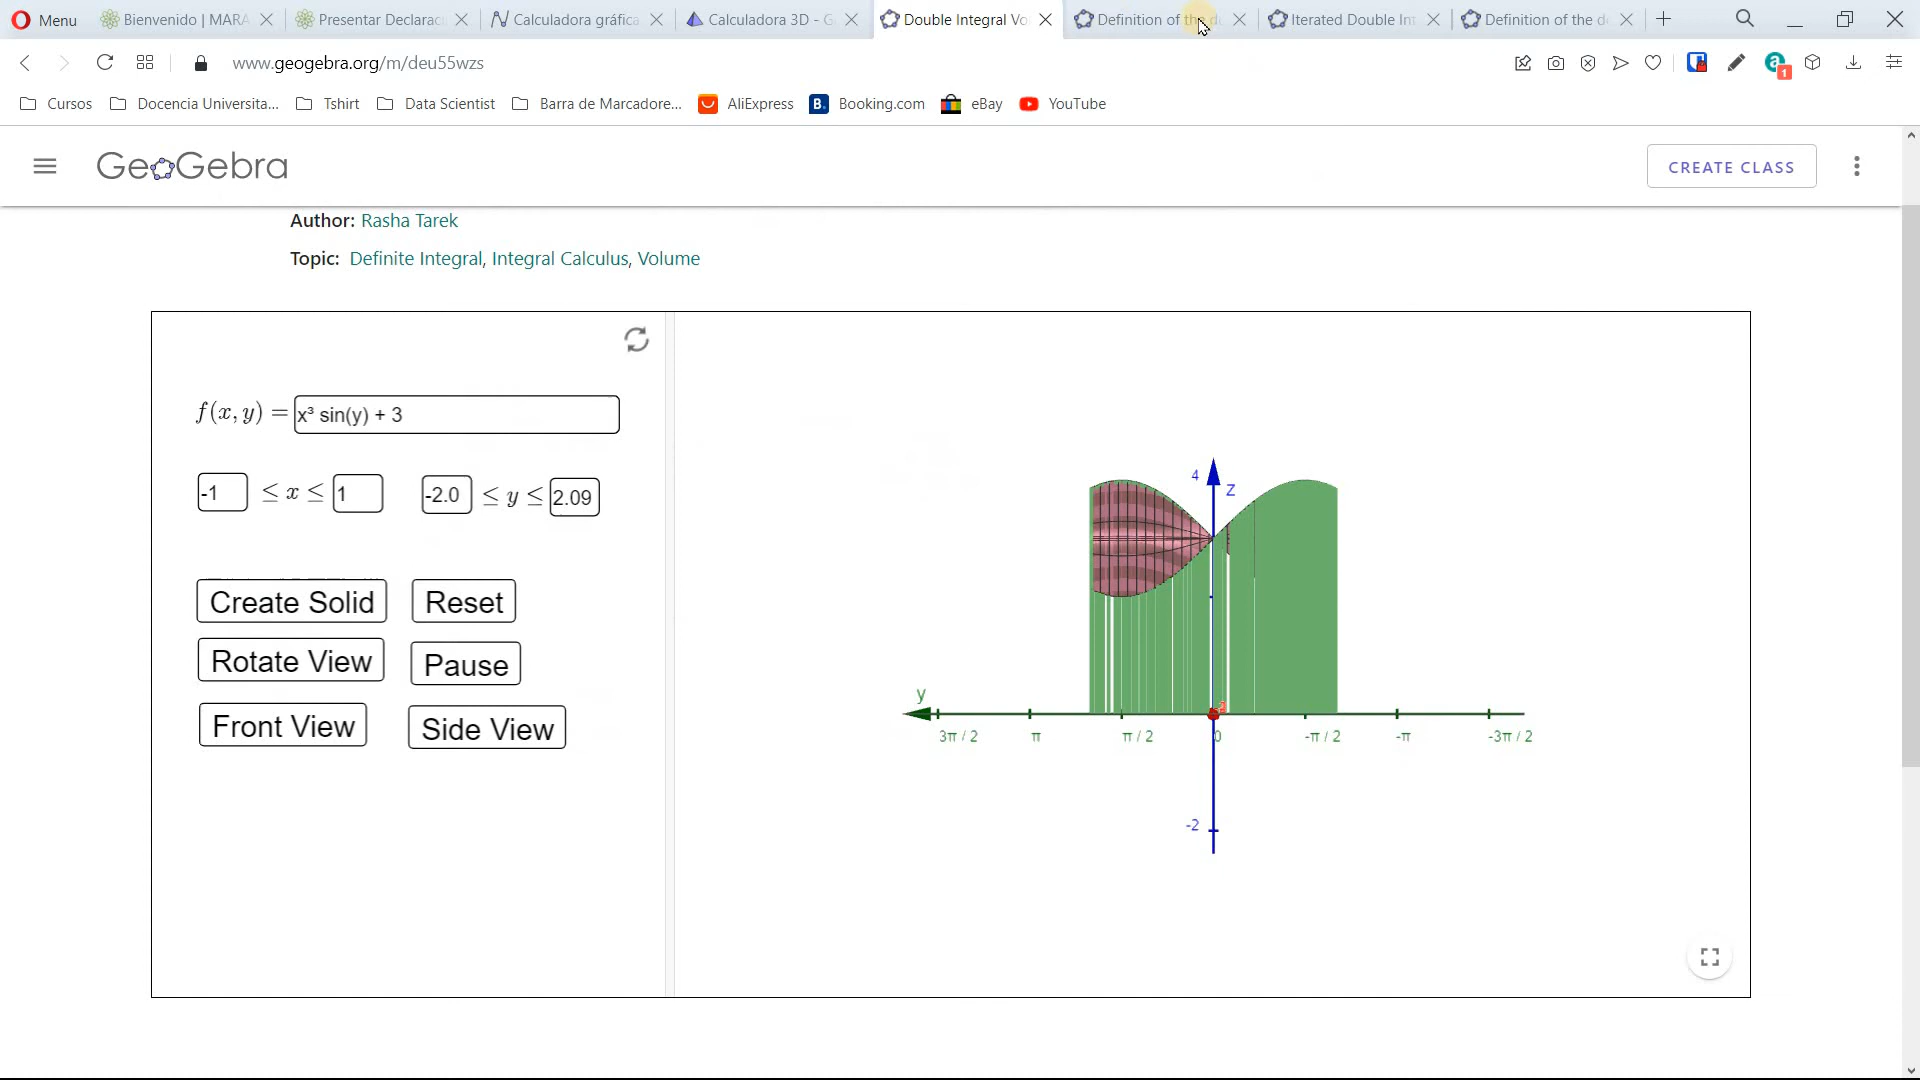 Menu Bienvenido | MARA Presentar Declarac Calculadora gráfica Calculadora 3D - G Double Integral Vo Definition of the d Iterated Double Int Definition of the d
www.geogebra.org/m/deu55wzs 1
Cursos Docencia Universita... Tshirt Data Scientist Barra de Marcadore... AliExpress B. Booking.com eBay YouTube
GeoGebra CREATE CLASS
Author: Rasha Tarek
Topic: Definite Integral, Integral Calculus, Volume
f(x, y) = x³ sin(y) + 3
-1 ≤ x ≤ 1 -2.0 ≤ y ≤ 2.09
Create Solid Reset
Rotate View Pause
Front View Side View
4
z
y
3π / 2 π π / 2 0 -π / 2 -π -3π / 2
-2